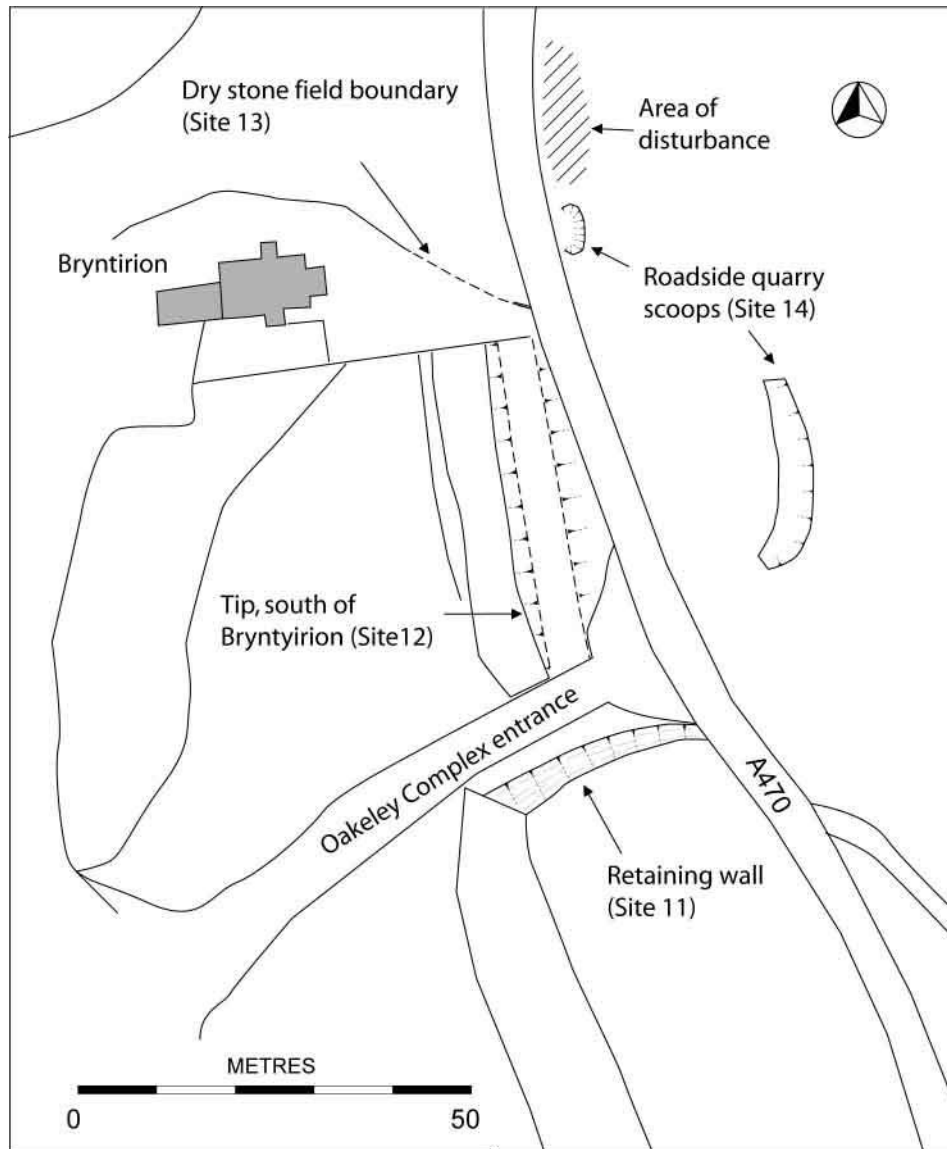 Dry stone field boundary
(Site 13)
Area of
disturbance
Bryntirion
Roadside quarry
scoops (Site 14)
Tip, south of
Bryntyirion (Site12)
Oakeley Complex entrance
A470
Retaining wall
(Site 11)
METRES
0
50